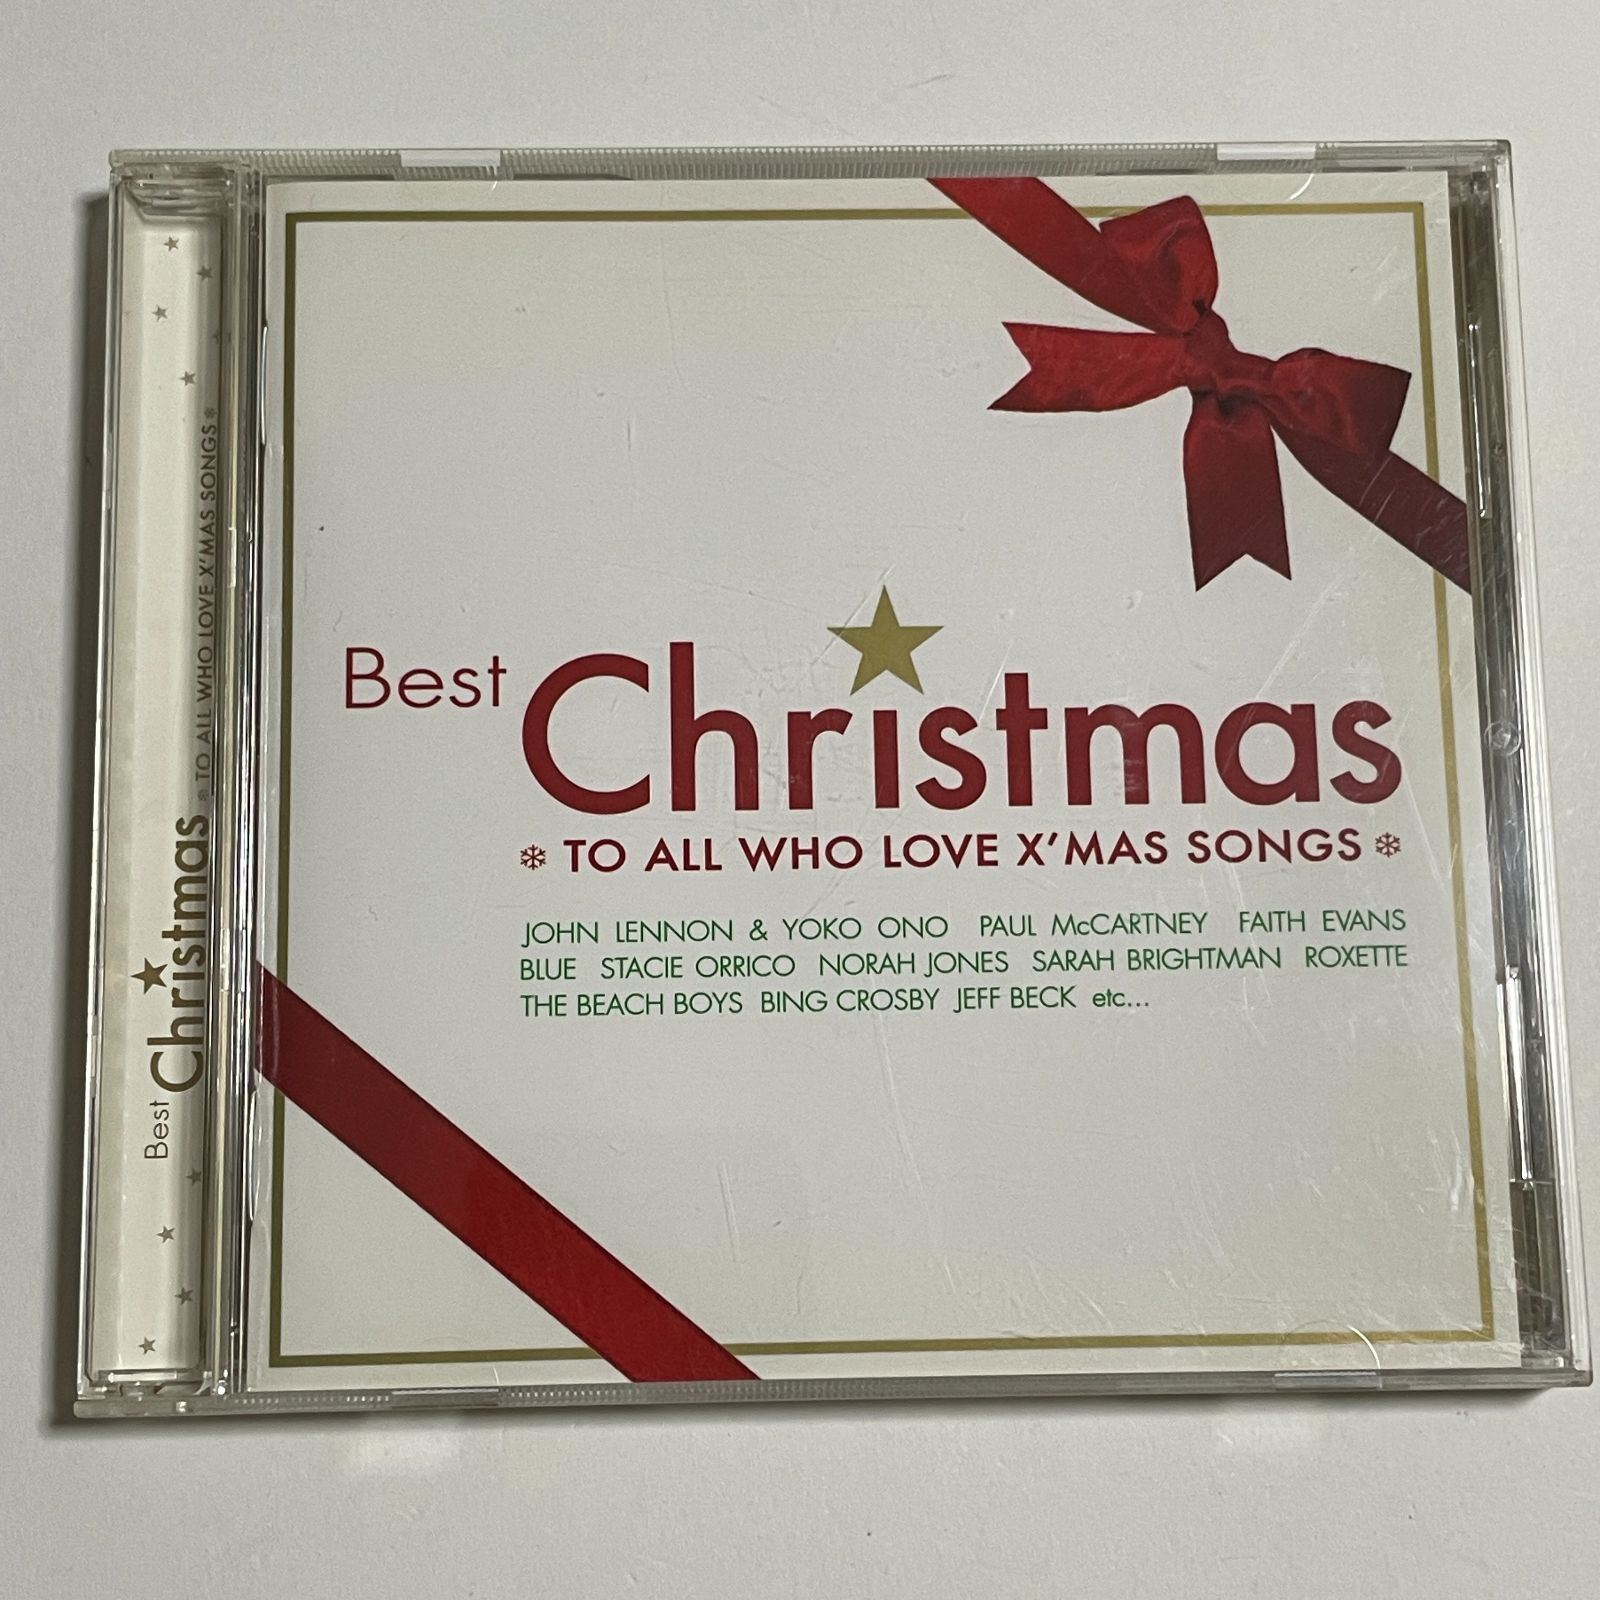 Best Christmas
❄ TO ALL WHO LOVE X'MAS SONGS ❄
JOHN LENNON & YOKO ONO PAUL McCARTNEY FAITH EVANS
BLUE STACIE ORRICO NORAH JONES SARAH BRIGHTMAN ROXETTE
THE BEACH BOYS BING CROSBY JEFF BECK etc...
Best Christmas ❄ TO ALL WHO LOVE X'MAS SONGS ❄